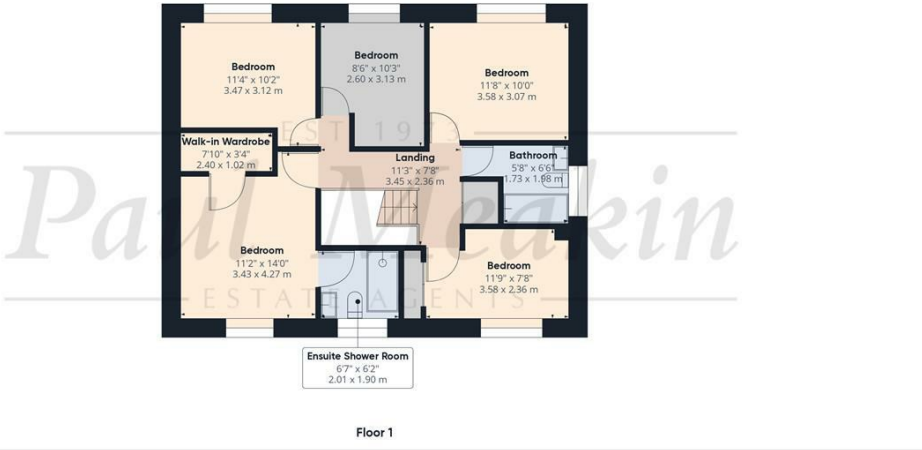 Bedroom
11'4" x 10'2"
3.47 x 3.12 m
Bedroom
8'6" x 10'3"
2.60 x 3.13 m
Bedroom
11'8" x 10'0"
3.58 x 3.07 m
EST 1973
Walk-in Wardrobe
7'10" x 3'4"
2.40 x 1.02 m
Landing
11'3" x 7'8"
3.45 x 2.36 m
Bathroom
5'8" x 6'6"
1.73 x 1.98 m
Paul Meakin
Bedroom
11'2" x 14'0"
3.43 x 4.27 m
Bedroom
11'9" x 7'8"
3.58 x 2.36 m
ESTATE AGENTS
Ensuite Shower Room
6'7" x 6'2"
2.01 x 1.90 m
Floor 1